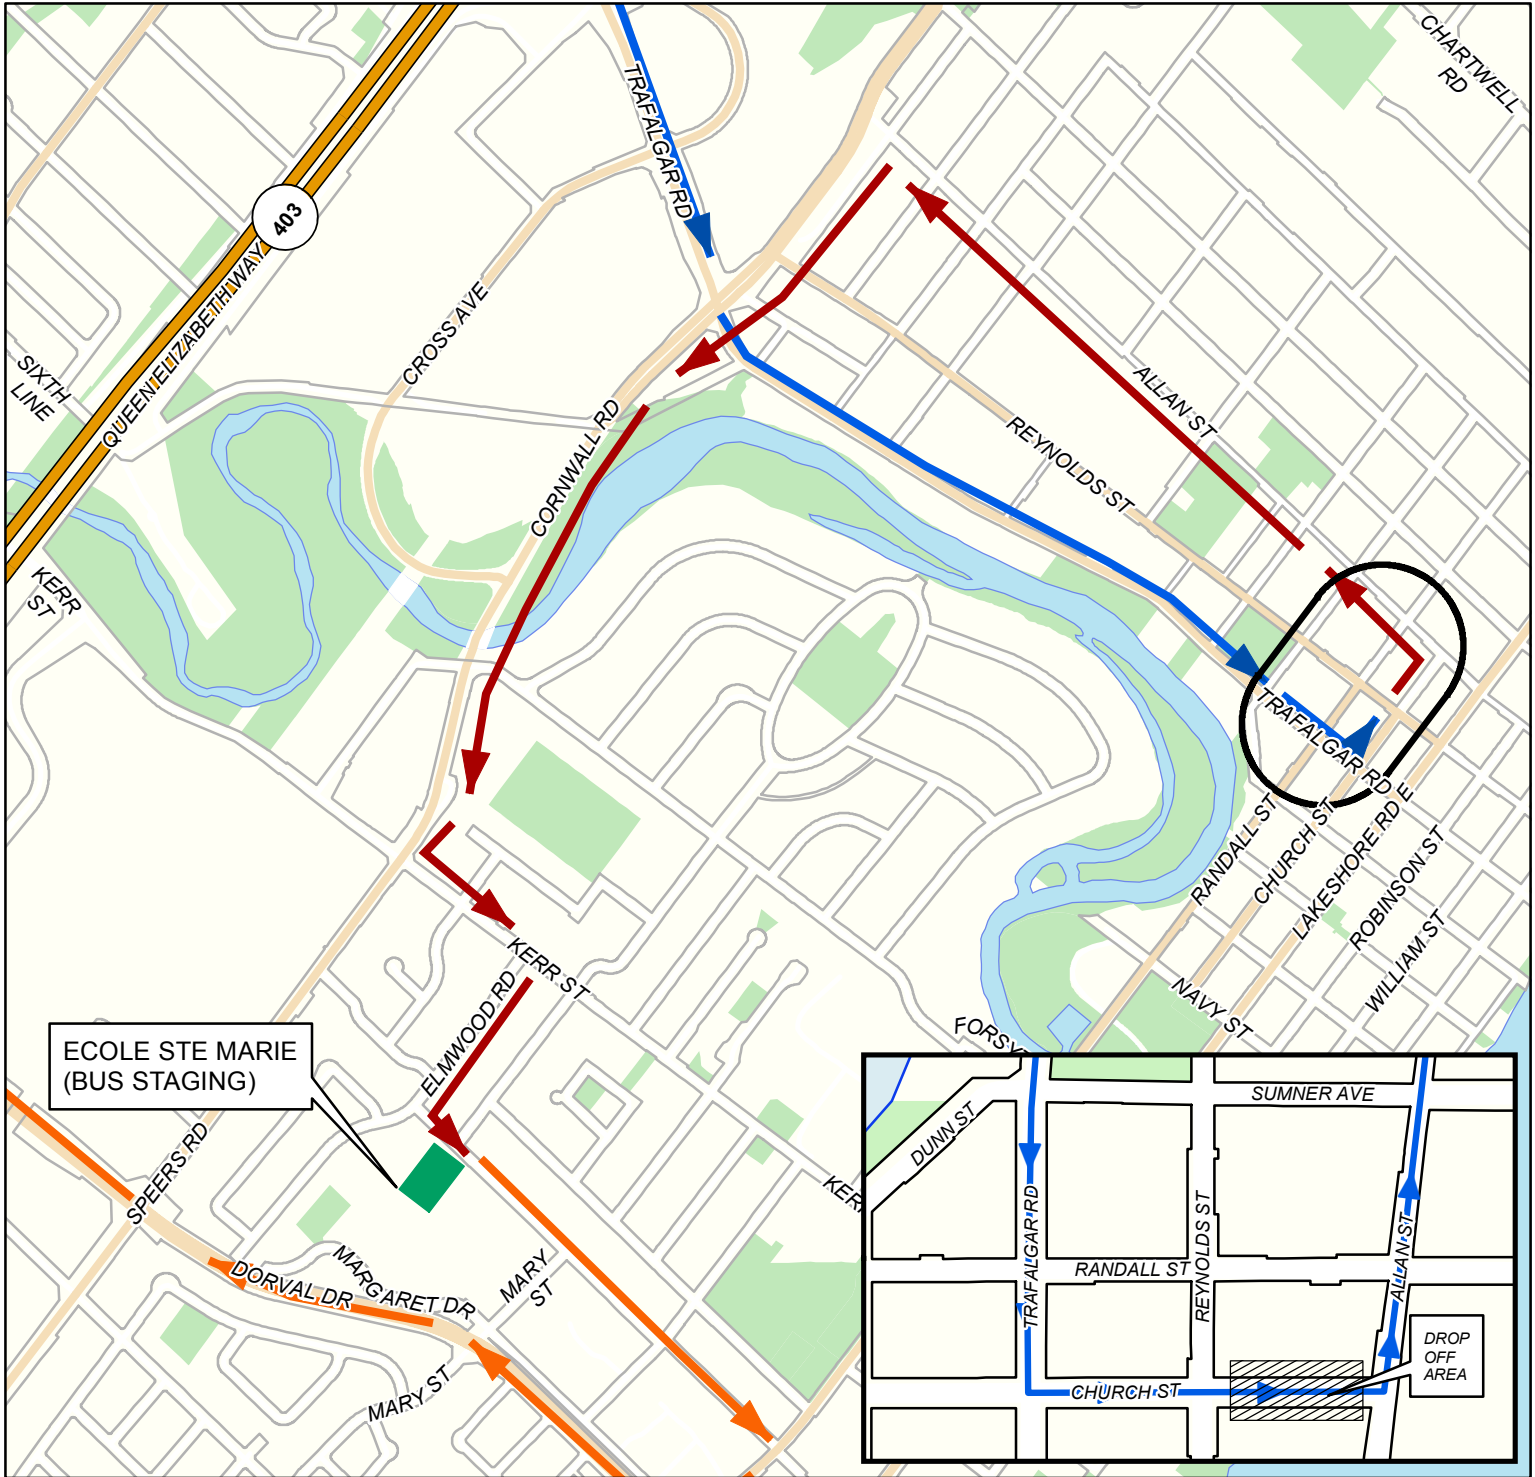 CHARTWELL
RD
TRAFALGAR RD
403
QUEEN ELIZABETH WAY
SIXTH
LINE
CROSS AVE
CORNWALL RD
ALLAN ST
REYNOLDS ST
KERR
ST
TRAFALGAR RD
RANDALL ST
CHURCH ST
LAKESHORE RD E
ROBINSON ST
WILLIAM ST
NAVY ST
KERR ST
ELMWOOD RD
FORSY
ECOLE STE MARIE
(BUS STAGING)
SPEERS RD
KERR
DORVAL DR
MARGARET DR
MARY
ST
MARY ST
SUMNER AVE
DUNN ST
TRAFALGAR RD
REYNOLDS ST
ALLAN ST
RANDALL ST
CHURCH ST
DROP
OFF
AREA